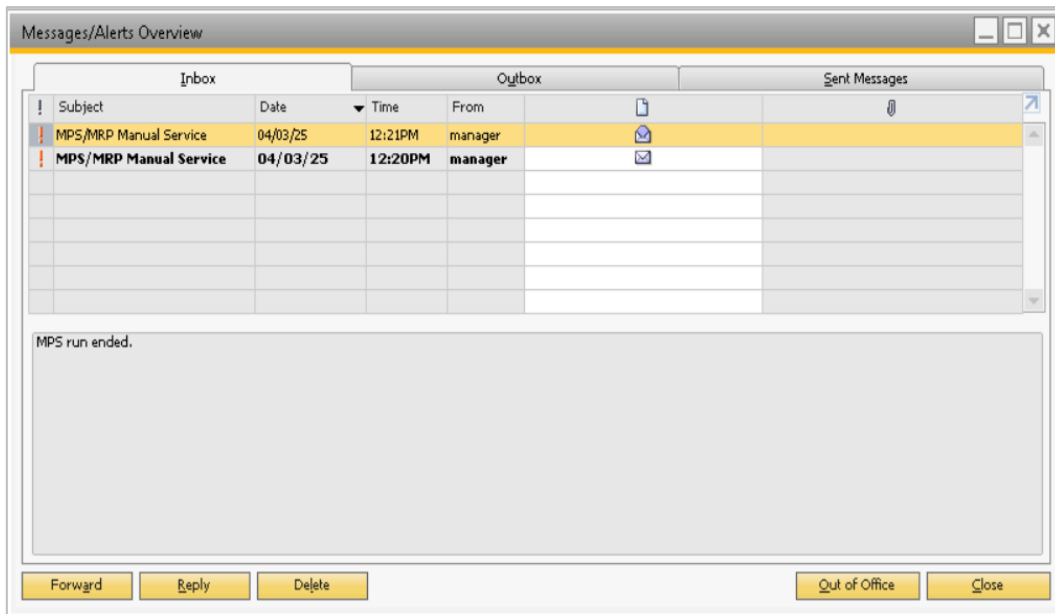 Messages/Alerts Overview
Inbox Outbox Sent Messages
! Subject Date Time From
! MPS/MRP Manual Service 04/03/25 12:21PM manager
! MPS/MRP Manual Service 04/03/25 12:20PM manager
MPS run ended.
Forward Reply Delete Out of Office Close